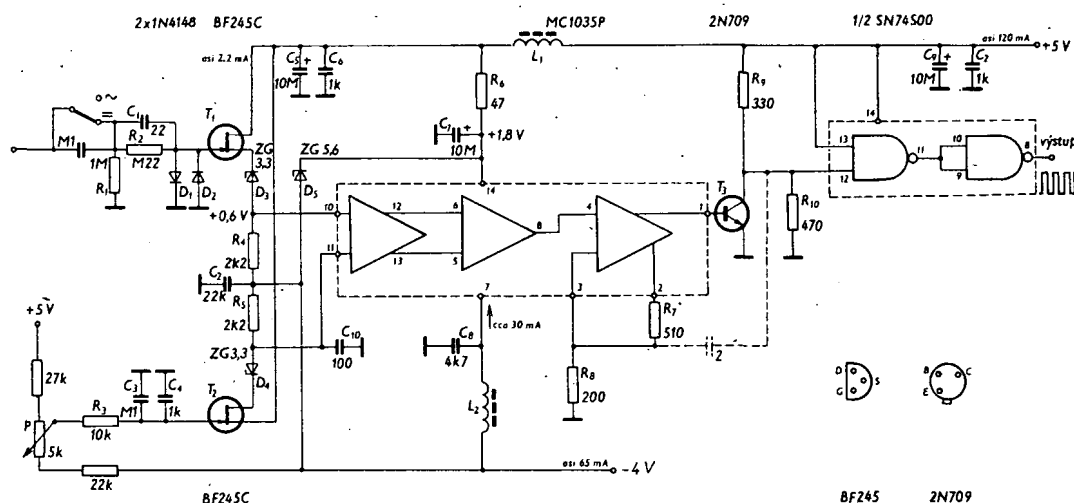 2x1N4148 BF245C MC1035P 2N709 1/2 SN74S00
asi 2,2 mA
asi 120 mA
+5 V
C5 +
10M
C6
1k
L1
R6
47
R9
330
C9 +
10M
C2
1k
14
0 ~
=
C1
22
T1
M1
R2
M22
1M
R1
D1
D2
ZG
3,3
D3
ZG 5,6
D5
C7 +
10M
+1,8 V
14
13
12
11
10
9
8
výstup
T3
R10
470
+0,6 V
10
11
12
13
6
5
8
4
1
7
3
2
R4
2k2
C2
22k
R5
2k2
cca 30 mA
R7
510
2
C10
100
C8
4k7
ZG3,3
D4
R8
200
L2
+5V
27k
P
5k
R3
10k
C3
M1
C4
1k
T2
22k
asi 65 mA
-4 V
D
G
S
B
E
C
BF245C BF245 2N709